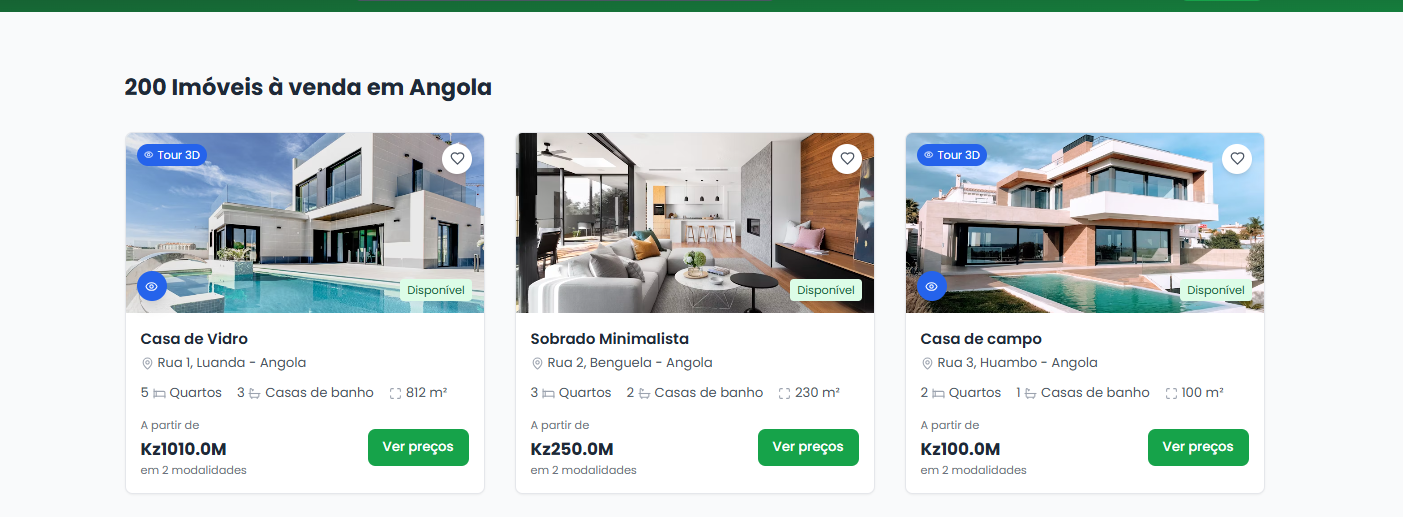 200 Imóveis à venda em Angola
Tour 3D
Disponível
Casa de Vidro
Rua 1, Luanda - Angola
5 Quartos 3 Casas de banho 812 m²
A partir de
Kz1010.0M
em 2 modalidades
Ver preços
Disponível
Sobrado Minimalista
Rua 2, Benguela - Angola
3 Quartos 2 Casas de banho 230 m²
A partir de
Kz250.0M
em 2 modalidades
Ver preços
Tour 3D
Disponível
Casa de campo
Rua 3, Huambo - Angola
2 Quartos 1 Casas de banho 100 m²
A partir de
Kz100.0M
em 2 modalidades
Ver preços